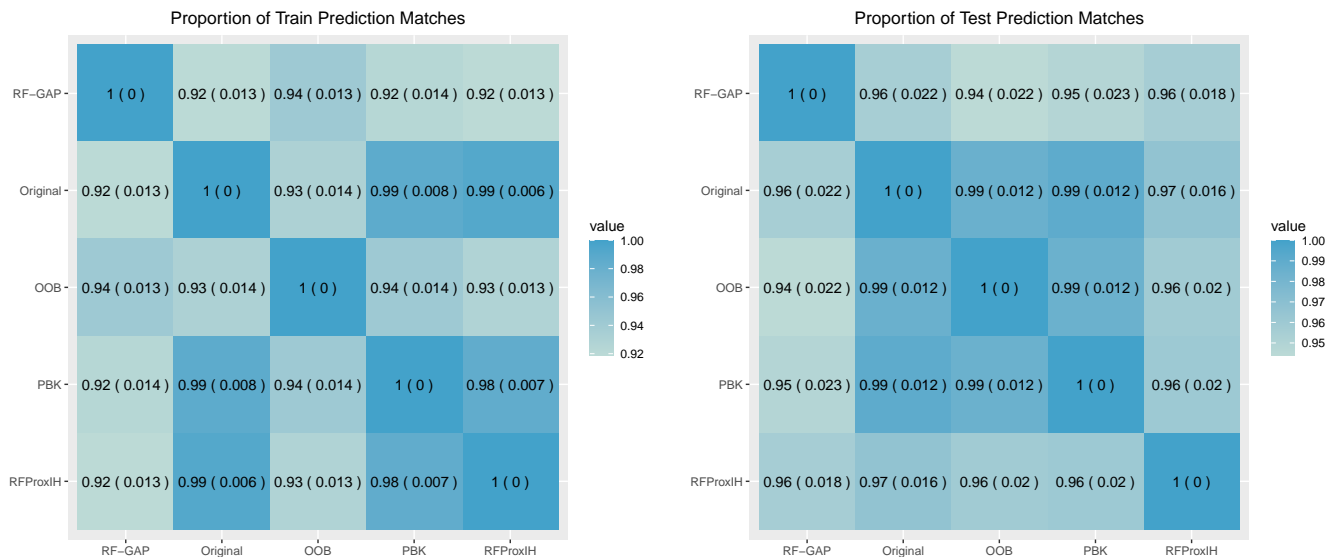 Proportion of Train Prediction Matches
RF−GAP 1 ( 0 ) 0.92 ( 0.013 ) 0.94 ( 0.013 ) 0.92 ( 0.014 ) 0.92 ( 0.013 )
Original 0.92 ( 0.013 ) 1 ( 0 ) 0.93 ( 0.014 ) 0.99 ( 0.008 ) 0.99 ( 0.006 )
OOB 0.94 ( 0.013 ) 0.93 ( 0.014 ) 1 ( 0 ) 0.94 ( 0.014 ) 0.93 ( 0.013 )
PBK 0.92 ( 0.014 ) 0.99 ( 0.008 ) 0.94 ( 0.014 ) 1 ( 0 ) 0.98 ( 0.007 )
RFProxIH 0.92 ( 0.013 ) 0.99 ( 0.006 ) 0.93 ( 0.013 ) 0.98 ( 0.007 ) 1 ( 0 )
RF−GAP Original OOB PBK RFProxIH
value
1.00
0.98
0.96
0.94
0.92
Proportion of Test Prediction Matches
RF−GAP 1 ( 0 ) 0.96 ( 0.022 ) 0.94 ( 0.022 ) 0.95 ( 0.023 ) 0.96 ( 0.018 )
Original 0.96 ( 0.022 ) 1 ( 0 ) 0.99 ( 0.012 ) 0.99 ( 0.012 ) 0.97 ( 0.016 )
OOB 0.94 ( 0.022 ) 0.99 ( 0.012 ) 1 ( 0 ) 0.99 ( 0.012 ) 0.96 ( 0.02 )
PBK 0.95 ( 0.023 ) 0.99 ( 0.012 ) 0.99 ( 0.012 ) 1 ( 0 ) 0.96 ( 0.02 )
RFProxIH 0.96 ( 0.018 ) 0.97 ( 0.016 ) 0.96 ( 0.02 ) 0.96 ( 0.02 ) 1 ( 0 )
RF−GAP Original OOB PBK RFProxIH
value
1.00
0.99
0.98
0.97
0.96
0.95